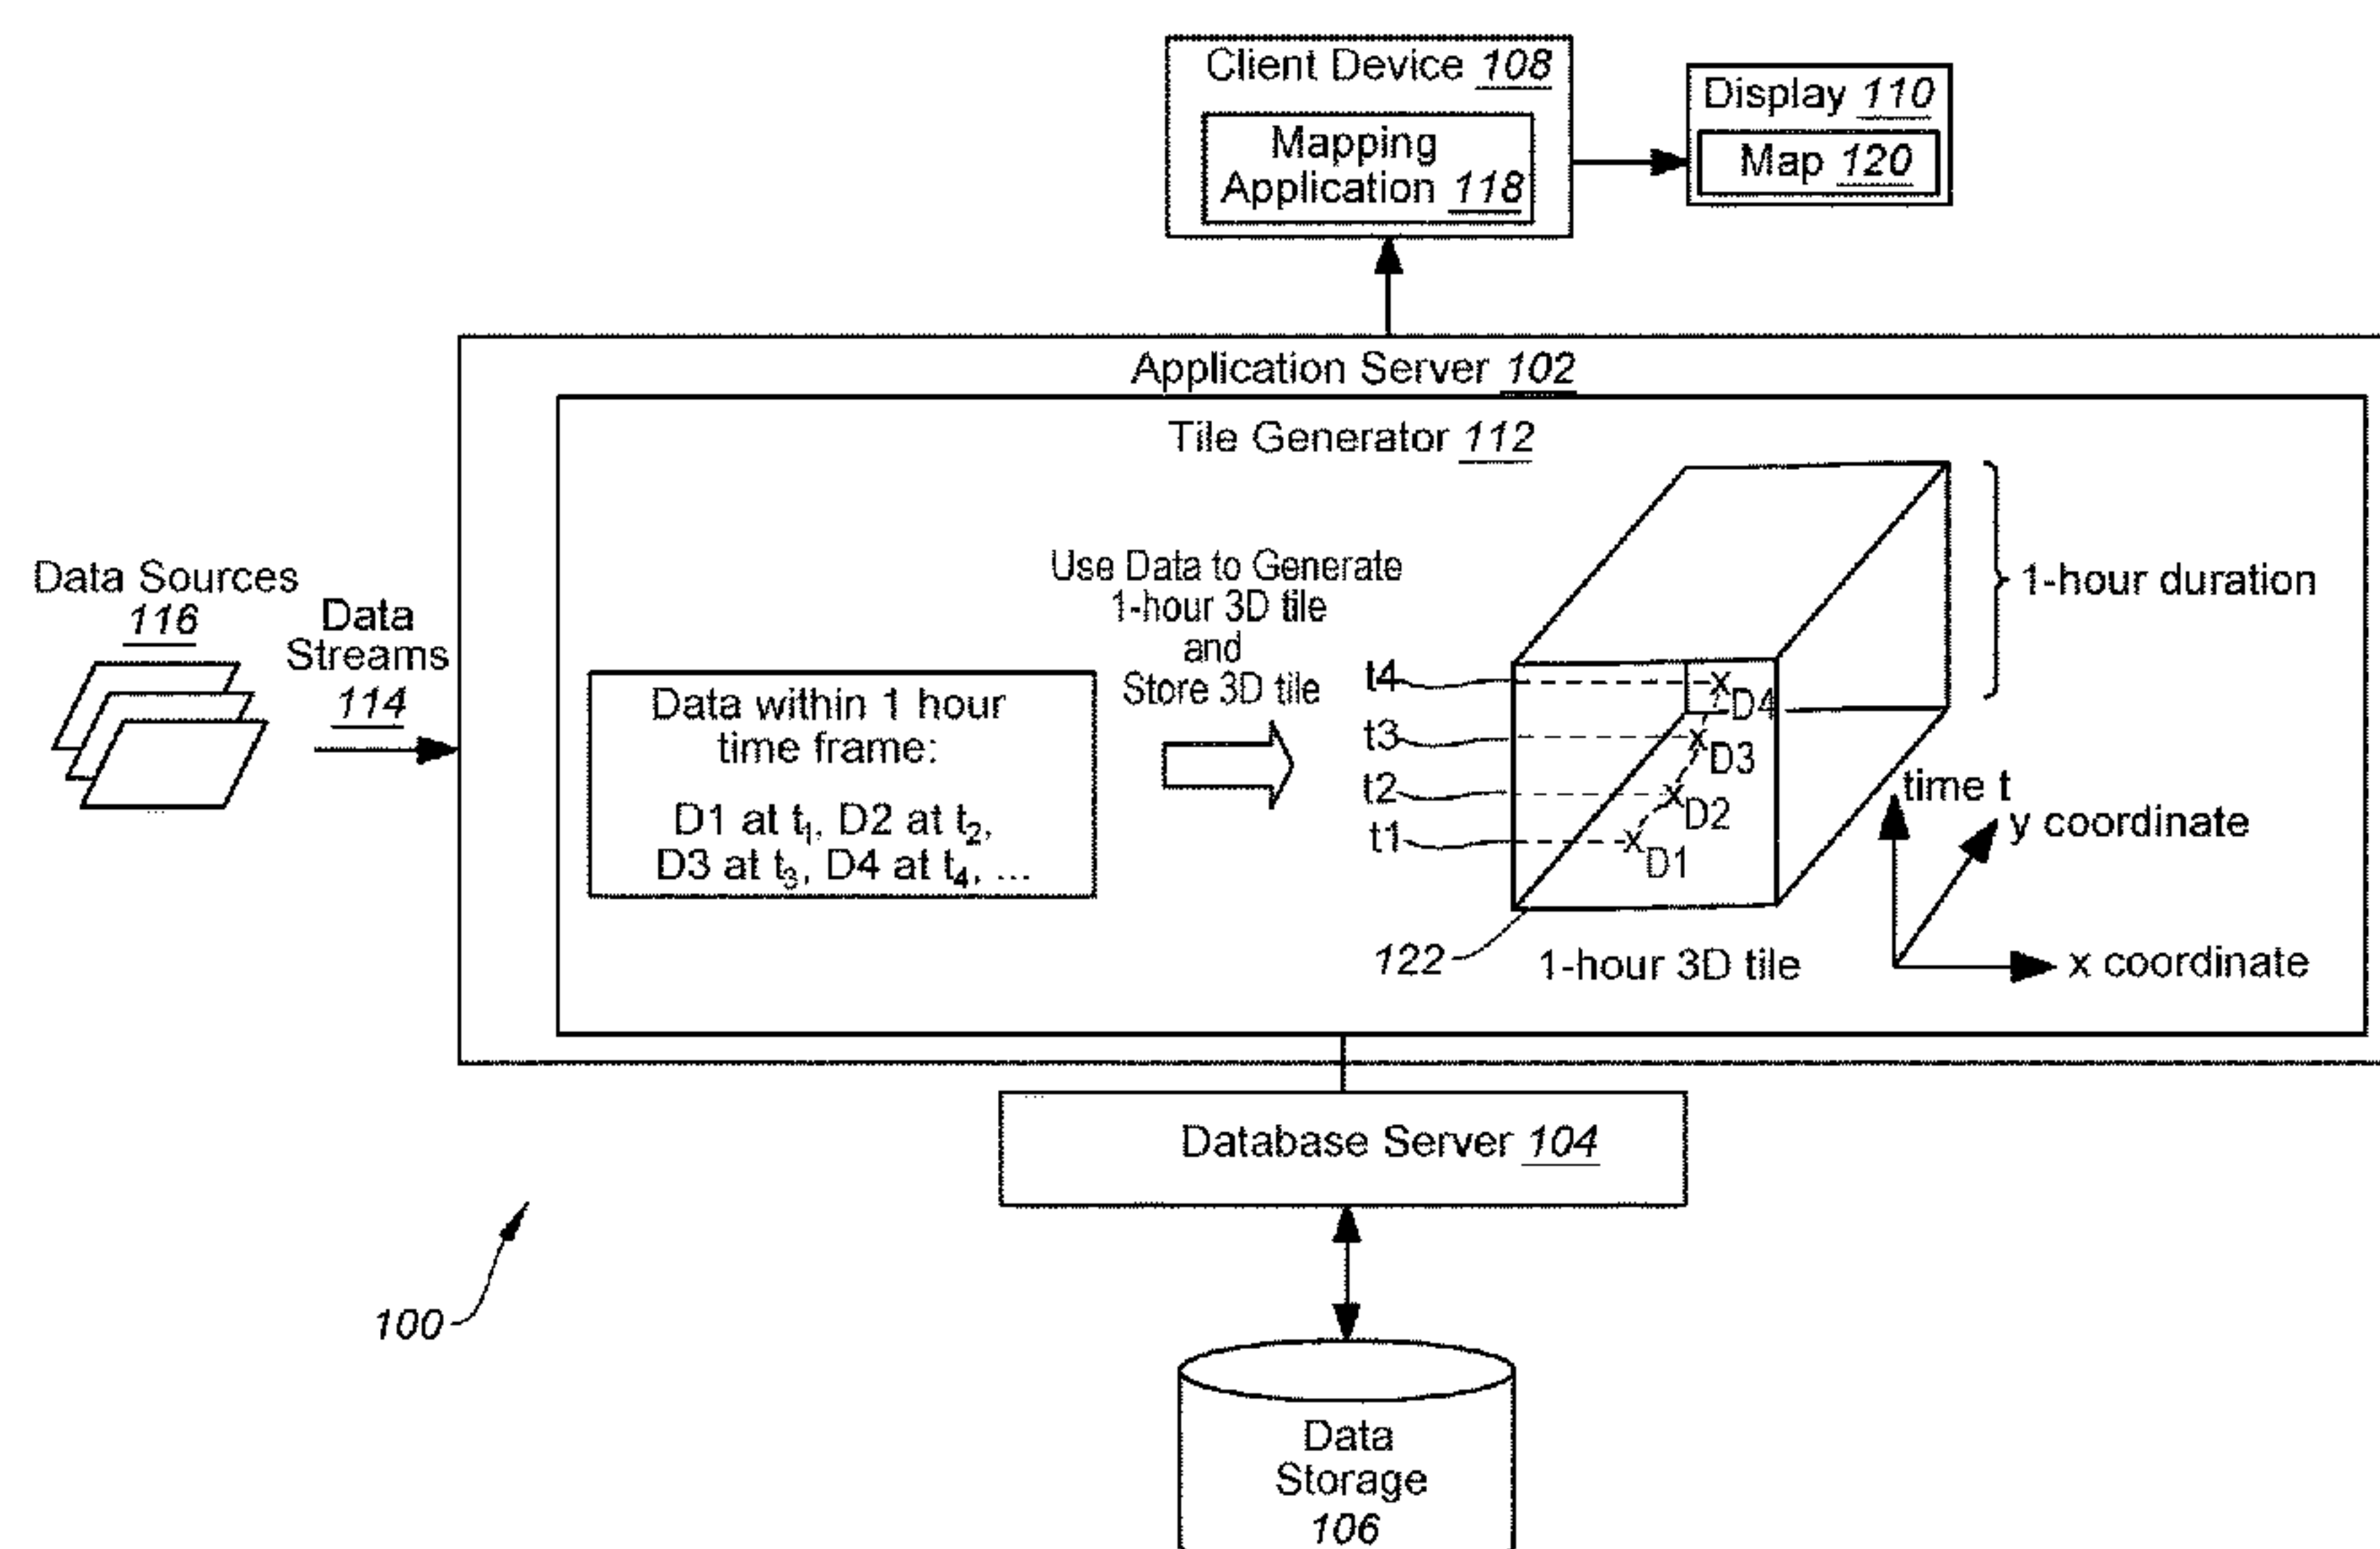 Client Device 108
Mapping
Application 118
Display 110
Map 120
Application Server 102
Tile Generator 112
Data Sources
116
Data
Streams
114
Data within 1 hour
time frame:
D1 at t₁, D2 at t₂,
D3 at t₃, D4 at t₄, ...
Use Data to Generate
1-hour 3D tile
and
Store 3D tile
t4
t3
t2
t1
D4
D3
D2
D1
1-hour duration
time t
y coordinate
x coordinate
122
1-hour 3D tile
Database Server 104
100
Data
Storage
106